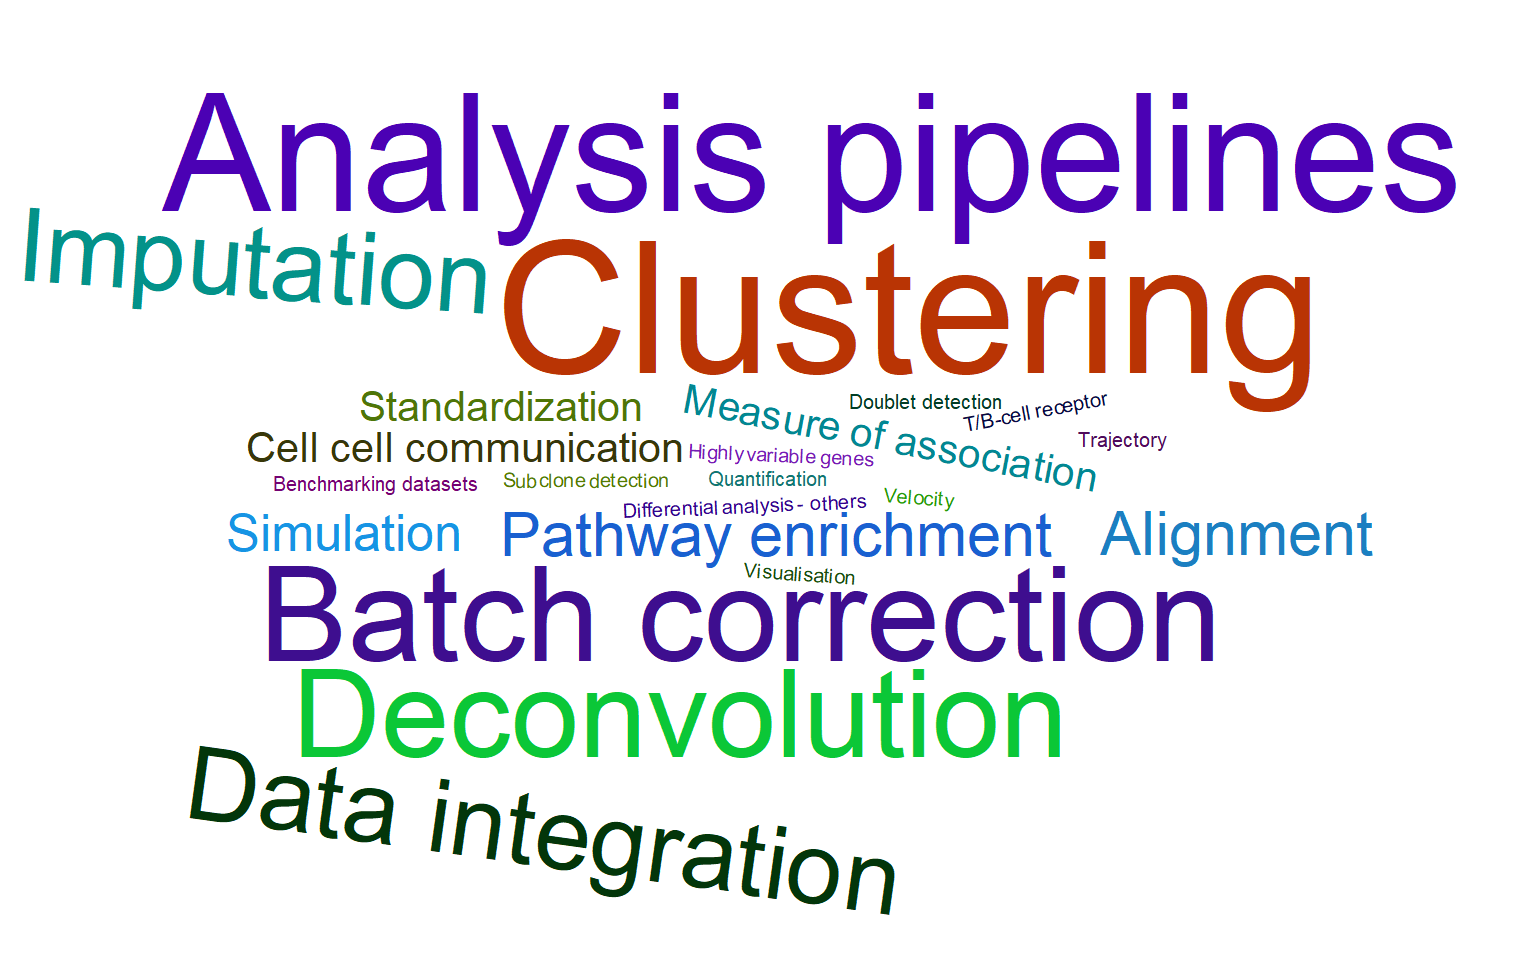 Analysis pipelines
Imputation
Clustering
Standardization
Measure of association
Doublet detection
T/B-cell receptor
Cell cell communication
Highly variable genes
Trajectory
Benchmarking datasets
Subclone detection
Quantification
Differential analysis - others
Velocity
Simulation
Pathway enrichment
Alignment
Visualisation
Batch correction
Deconvolution
Data integration